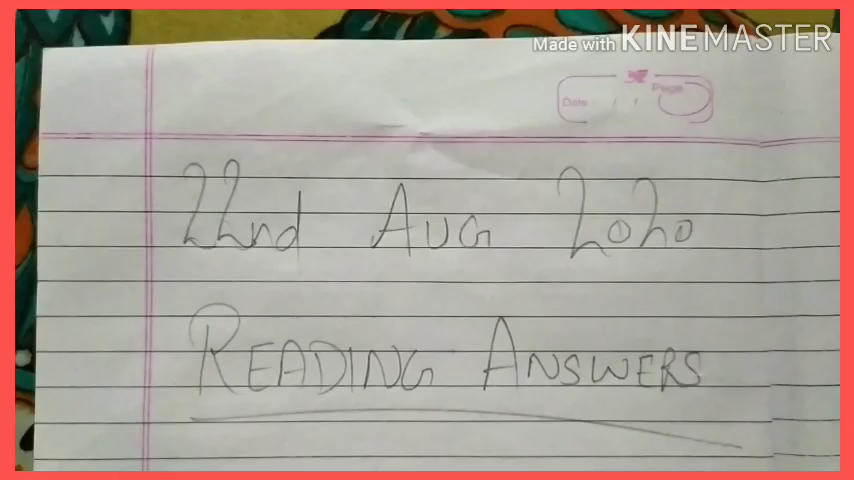 Made with KINEMASTER
Date Page
22nd AUG 2020
READING ANSWERS